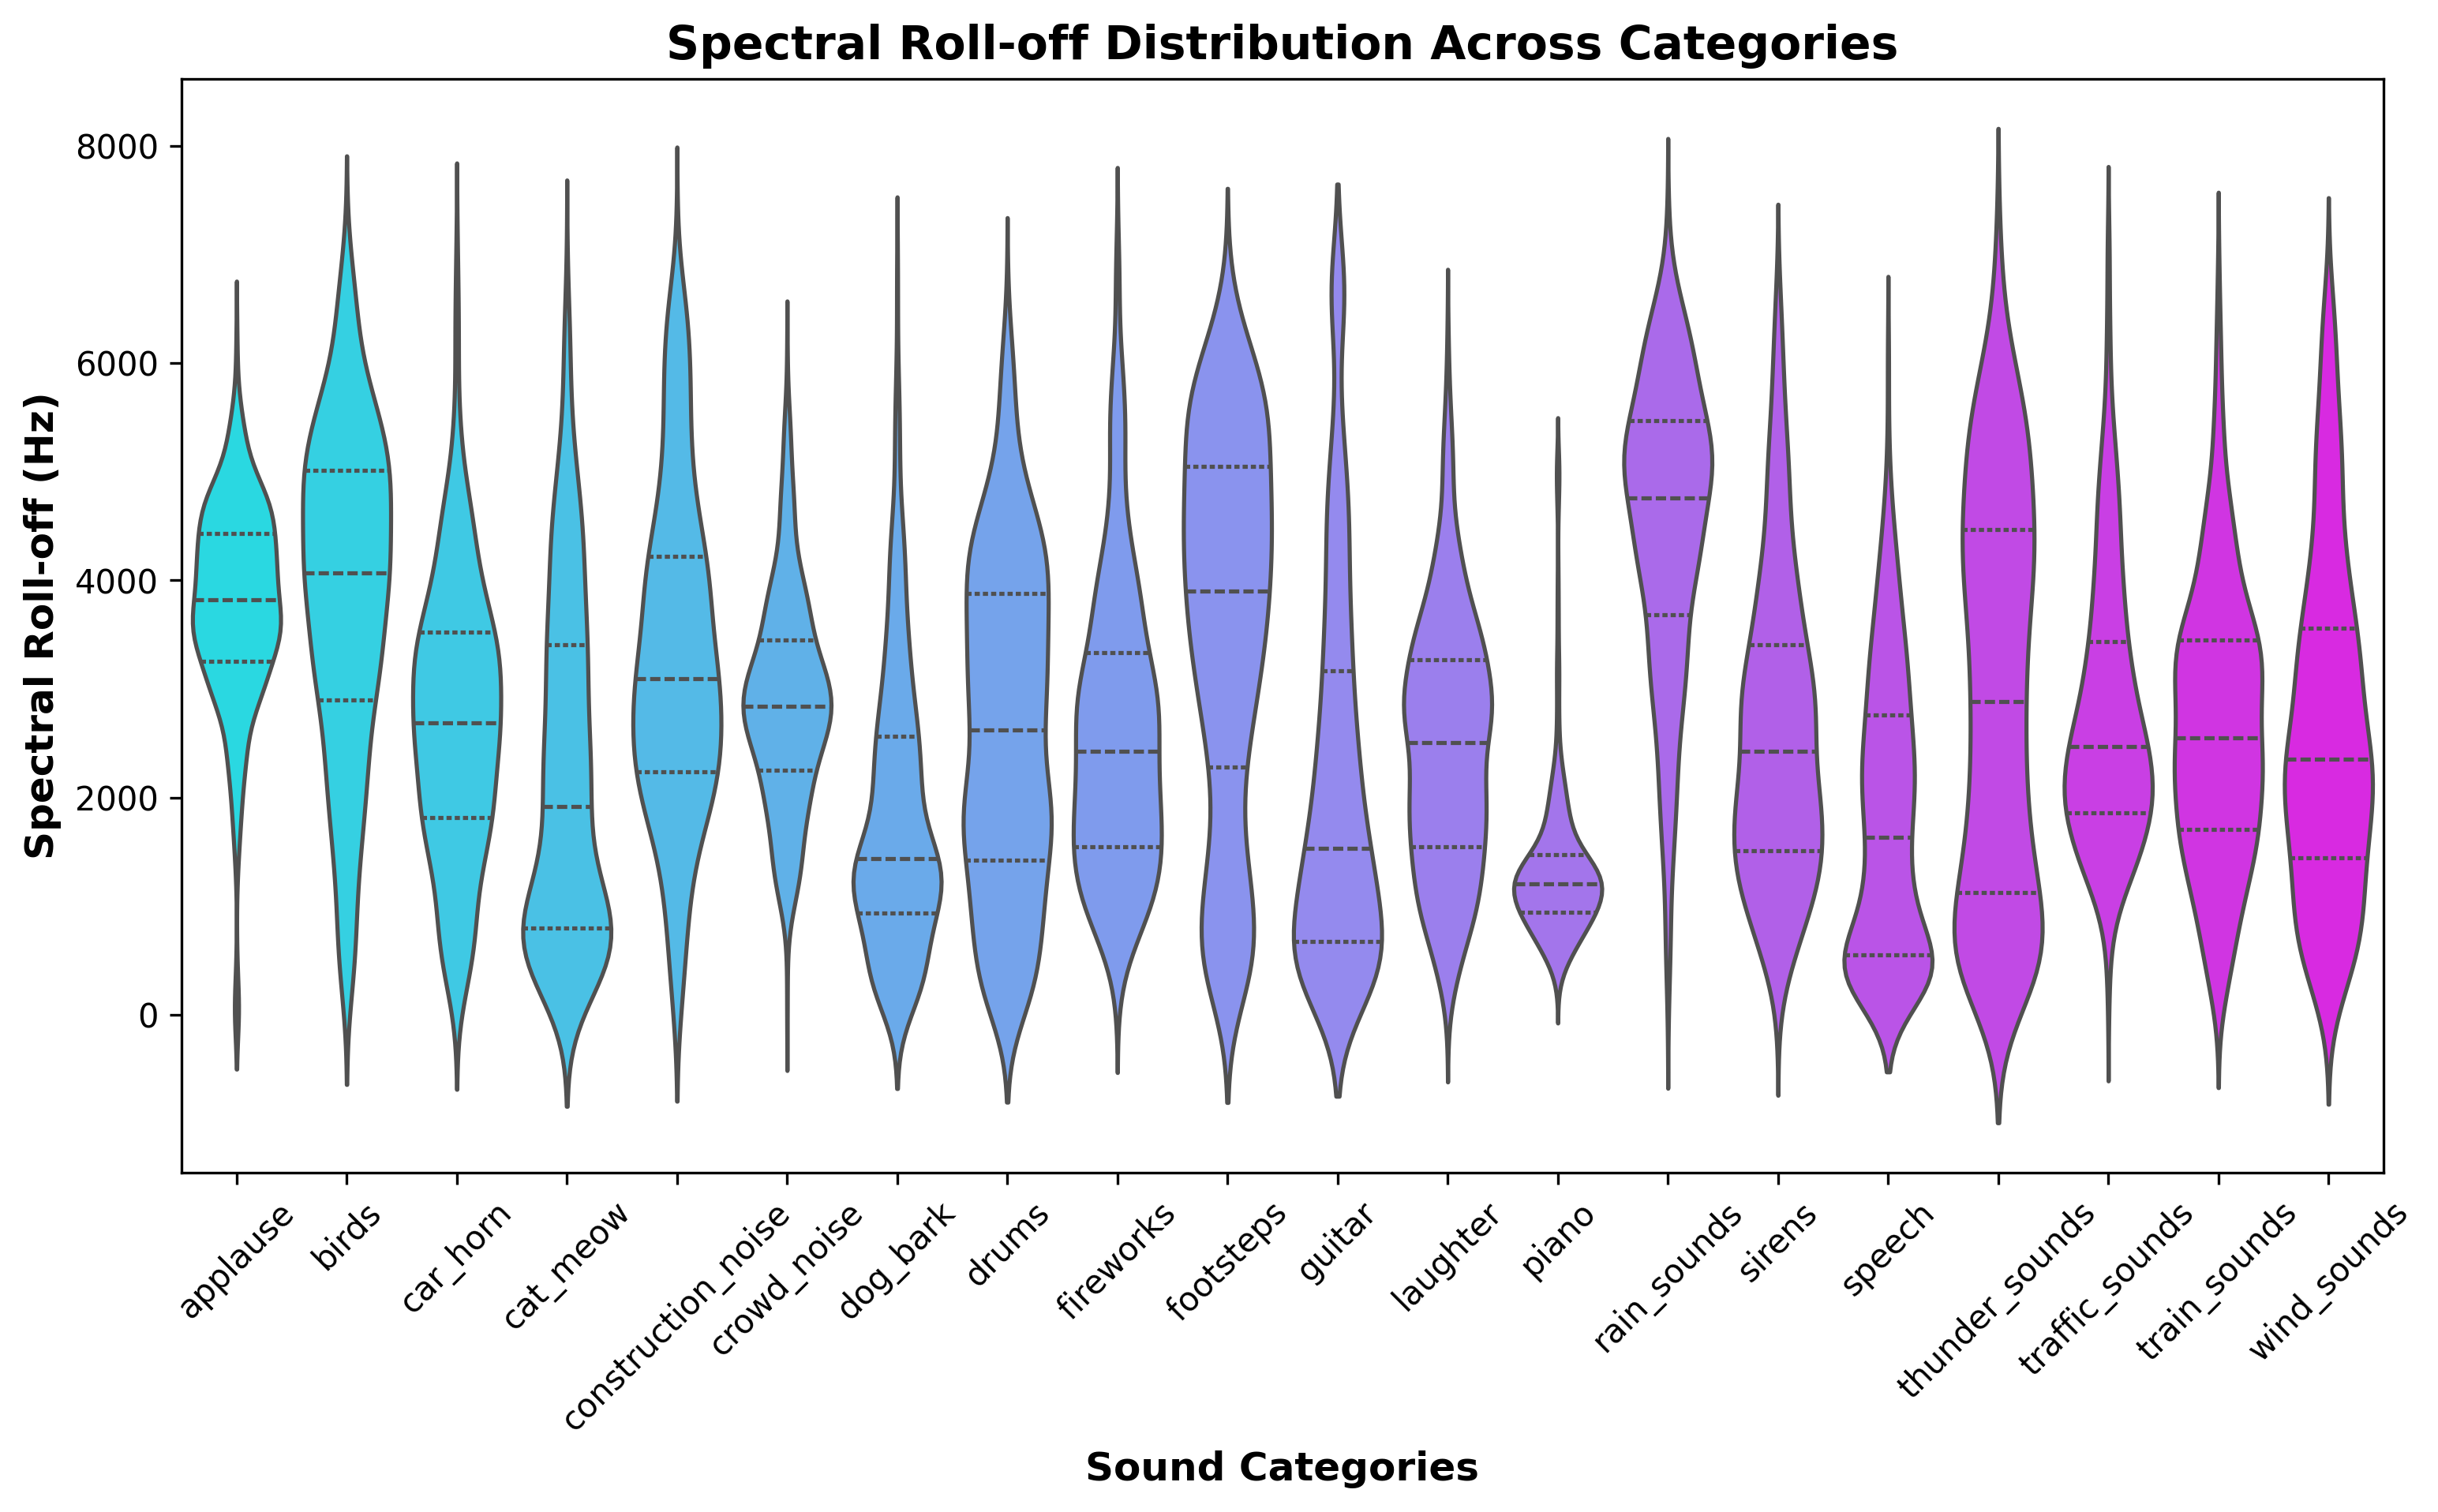 Spectral Roll-off Distribution Across Categories
Spectral Roll-off (Hz)
8000
6000
4000
2000
0
applause
birds
car_horn
cat_meow
construction_noise
crowd_noise
dog_bark
drums
fireworks
footsteps
guitar
laughter
piano
rain_sounds
sirens
speech
thunder_sounds
traffic_sounds
train_sounds
wind_sounds
Sound Categories